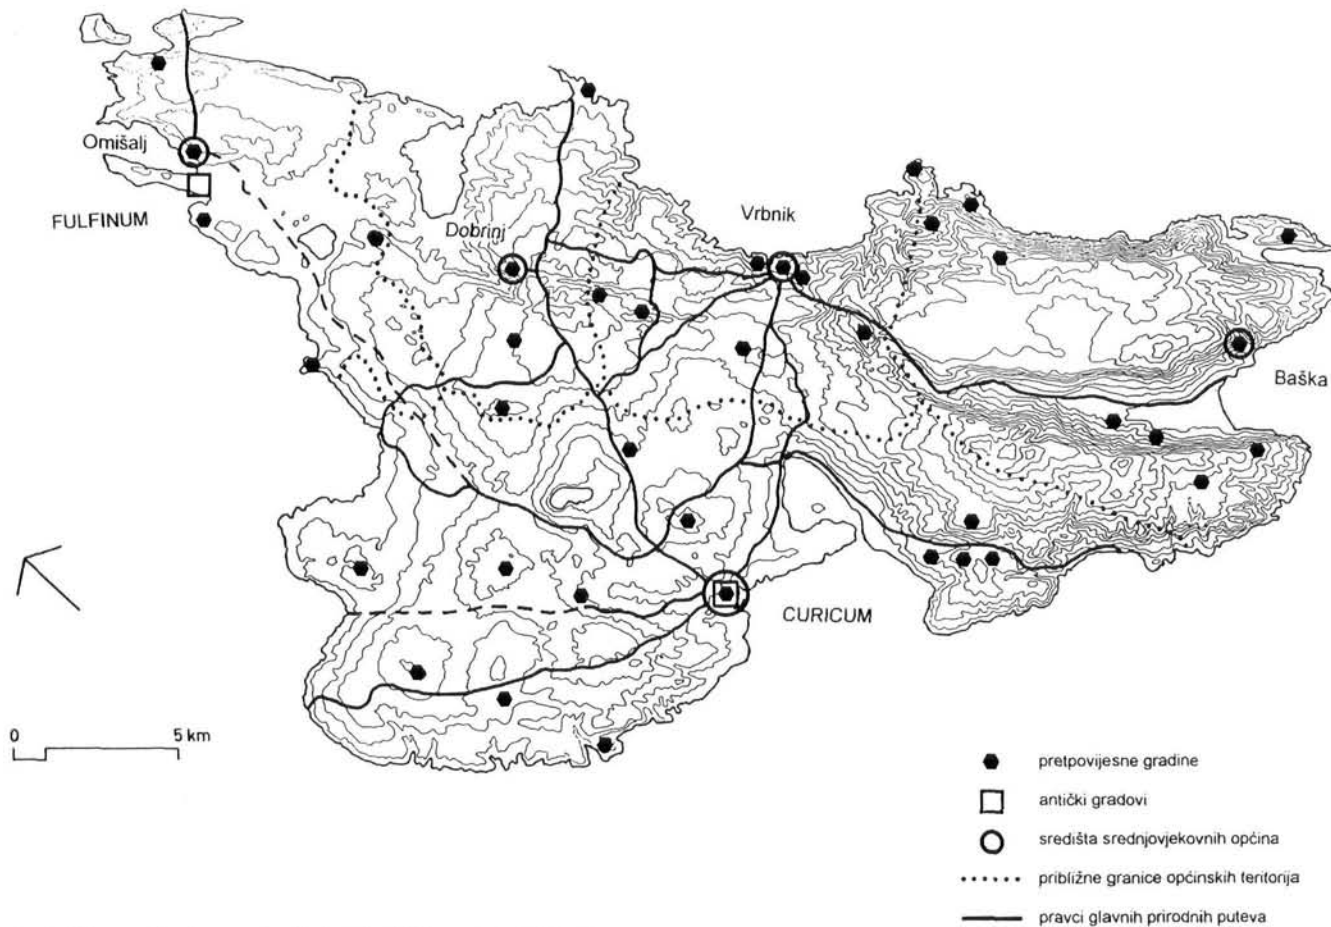 Omišalj
FULFINUM
Dobrinj
Vrbnik
Baška
CURICUM
0 5 km
pretpovijesne gradine
antički gradovi
središta srednjovjekovnih općina
približne granice općinskih teritorija
pravci glavnih prirodnih puteva